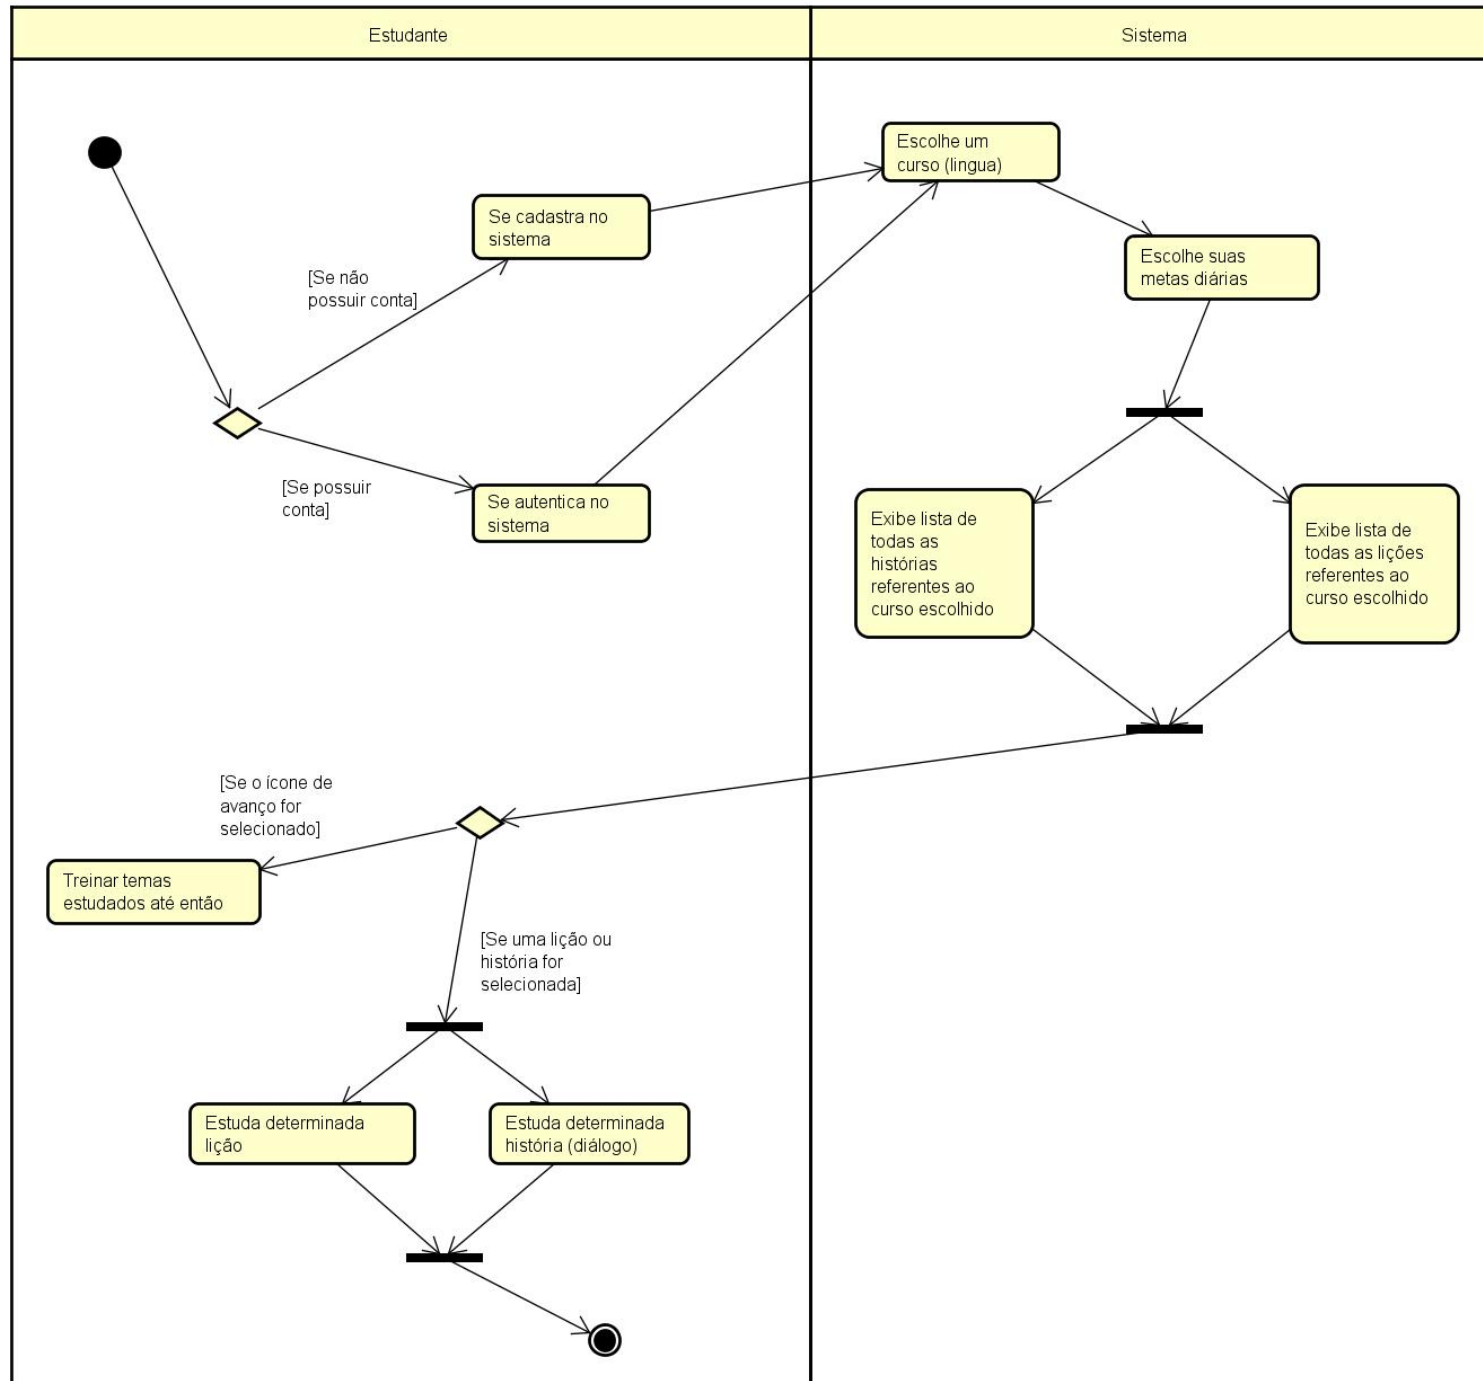 Estudante
Sistema
Escolhe um
curso (lingua)
Se cadastra no
sistema
Escolhe suas
metas diárias
[Se não
possuir conta]
[Se possuir
conta]
Se autentica no
sistema
Exibe lista de
todas as
histórias
referentes ao
curso escolhido
Exibe lista de
todas as lições
referentes ao
curso escolhido
[Se o ícone de
avanço for
selecionado]
Treinar temas
estudados até então
[Se uma lição ou
história for
selecionada]
Estuda determinada
lição
Estuda determinada
história (diálogo)